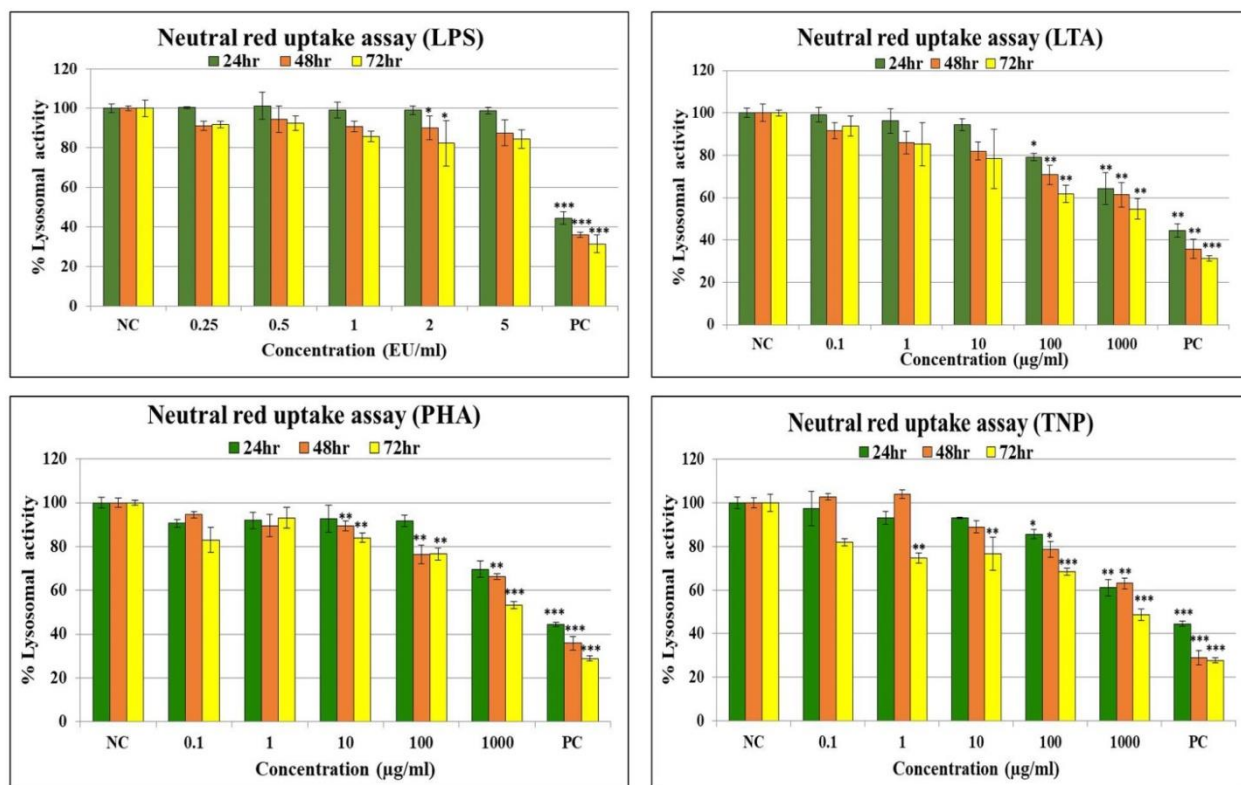 Neutral red uptake assay (LPS)
24hr 48hr 72hr
% Lysosomal activity
120
100
80
60
40
20
0
* *
*** *** ***
NC 0.25 0.5 1 2 5 PC
Concentration (EU/ml)
Neutral red uptake assay (LTA)
24hr 48hr 72hr
% Lysosomal activity
120
100
80
60
40
20
0
* ** **
** ** **
** ** ***
NC 0.1 1 10 100 1000 PC
Concentration (µg/ml)
Neutral red uptake assay (PHA)
24hr 48hr 72hr
% Lysosomal activity
120
100
80
60
40
20
0
** **
** **
** ***
*** *** ***
NC 0.1 1 10 100 1000 PC
Concentration (µg/ml)
Neutral red uptake assay (TNP)
24hr 48hr 72hr
% Lysosomal activity
120
100
80
60
40
20
0
**
**
* * ***
** ** ***
*** *** ***
NC 0.1 1 10 100 1000 PC
Concentration (µg/ml)